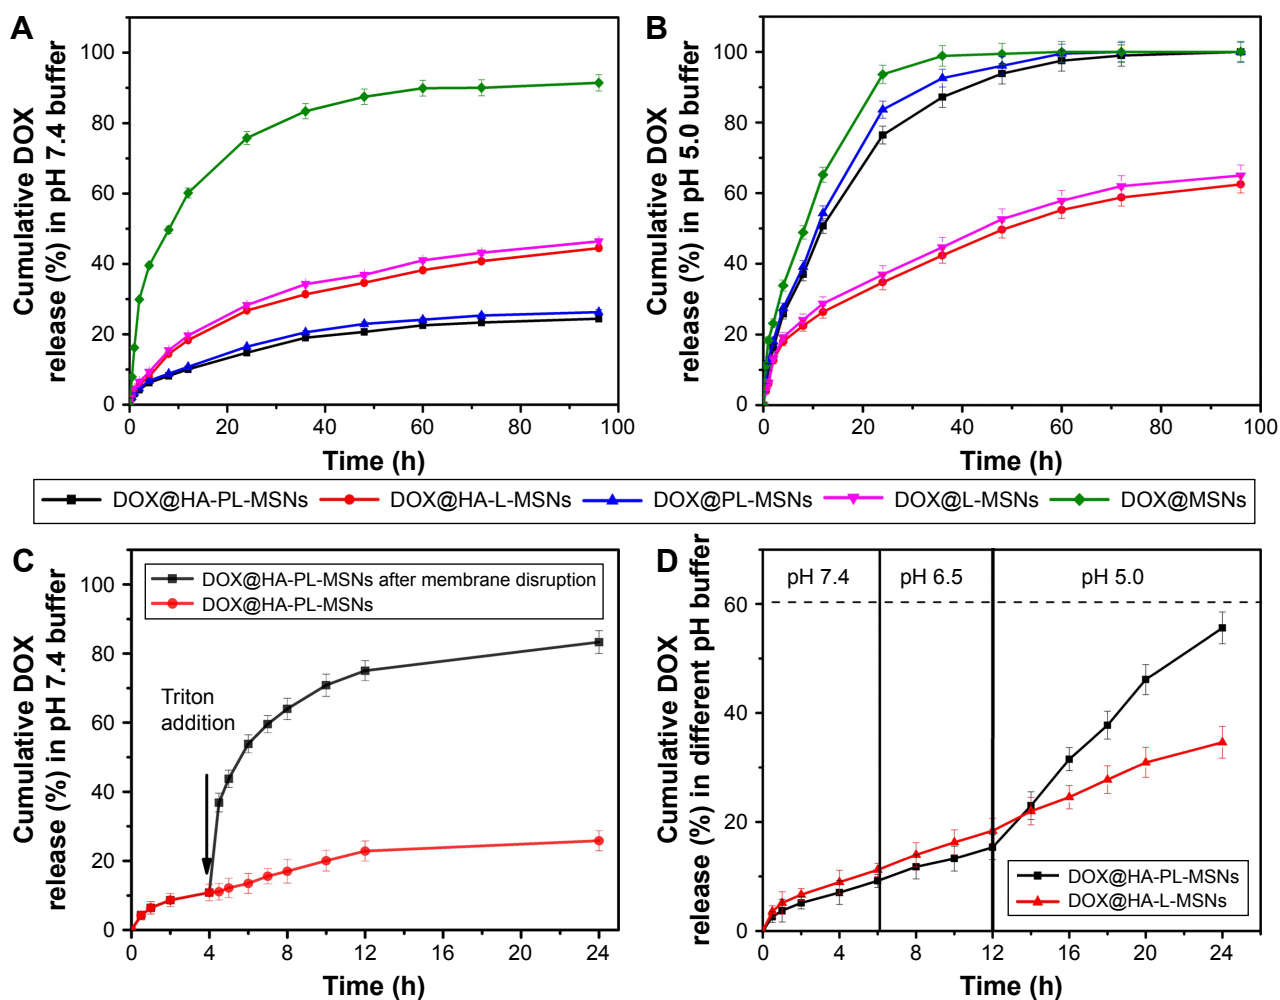 A
Cumulative DOX
release (%) in pH 7.4 buffer
100
80
60
40
20
0
0 20 40 60 80 100
Time (h)
B
Cumulative DOX
release (%) in pH 5.0 buffer
100
80
60
40
20
0
0 20 40 60 80 100
Time (h)
DOX@HA-PL-MSNs DOX@HA-L-MSNs DOX@PL-MSNs DOX@L-MSNs DOX@MSNs
C
Cumulative DOX
release (%) in pH 7.4 buffer
100
80
60
40
20
0
DOX@HA-PL-MSNs after membrane disruption
DOX@HA-PL-MSNs
Triton
addition
0 4 8 12 16 20 24
Time (h)
D
Cumulative DOX
release (%) in different pH buffer
60
40
20
0
pH 7.4 pH 6.5 pH 5.0
DOX@HA-PL-MSNs
DOX@HA-L-MSNs
0 4 8 12 16 20 24
Time (h)